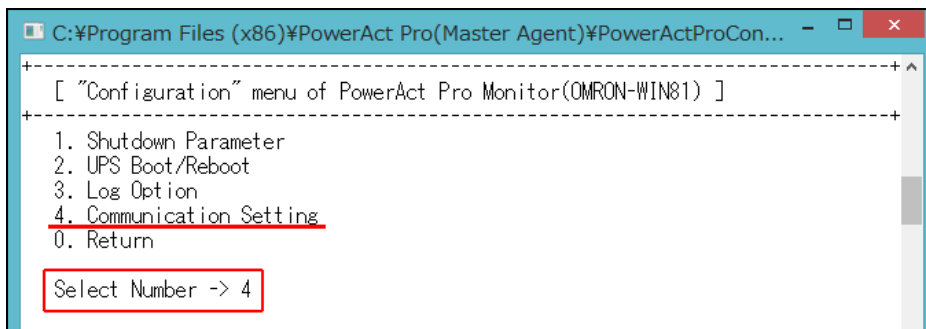 C:¥Program Files (x86)¥PowerAct Pro(Master Agent)¥PowerActProCon...
[ "Configuration" menu of PowerAct Pro Monitor(OMRON-WIN81) ]
1. Shutdown Parameter
2. UPS Boot/Reboot
3. Log Option
4. Communication Setting
0. Return
Select Number -> 4